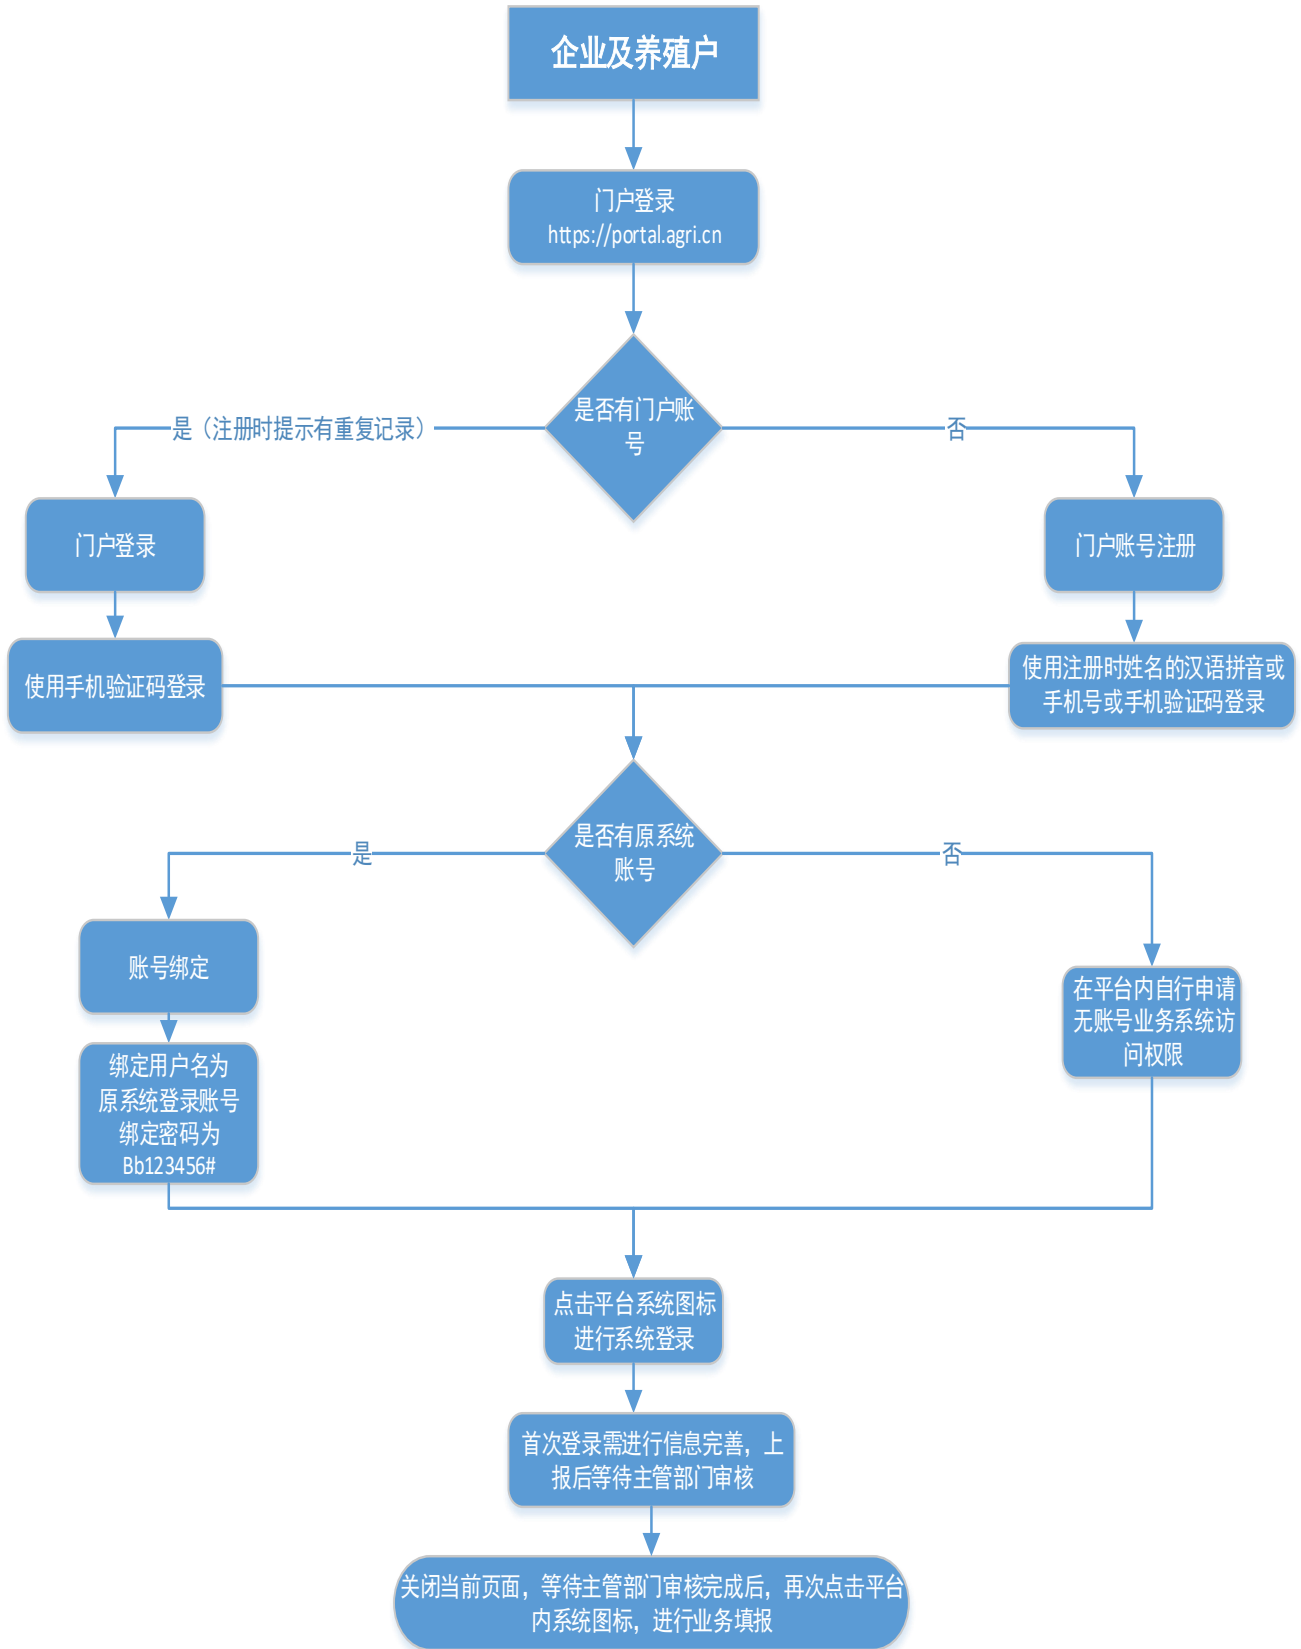 企业及养殖户
门户登录
https://portal.agri.cn
是否有门户账
号
是（注册时提示有重复记录）
否
门户登录
门户账号注册
使用手机验证码登录
使用注册时姓名的汉语拼音或
手机号或手机验证码登录
是否有原系统
账号
是
否
账号绑定
在平台内自行申请
无账号业务系统访
问权限
绑定用户名为
原系统登录账号
绑定密码为
Bb123456#
点击平台系统图标
进行系统登录
首次登录需进行信息完善，上
报后等待主管部门审核
关闭当前页面，等待主管部门审核完成后，再次点击平台
内系统图标，进行业务填报